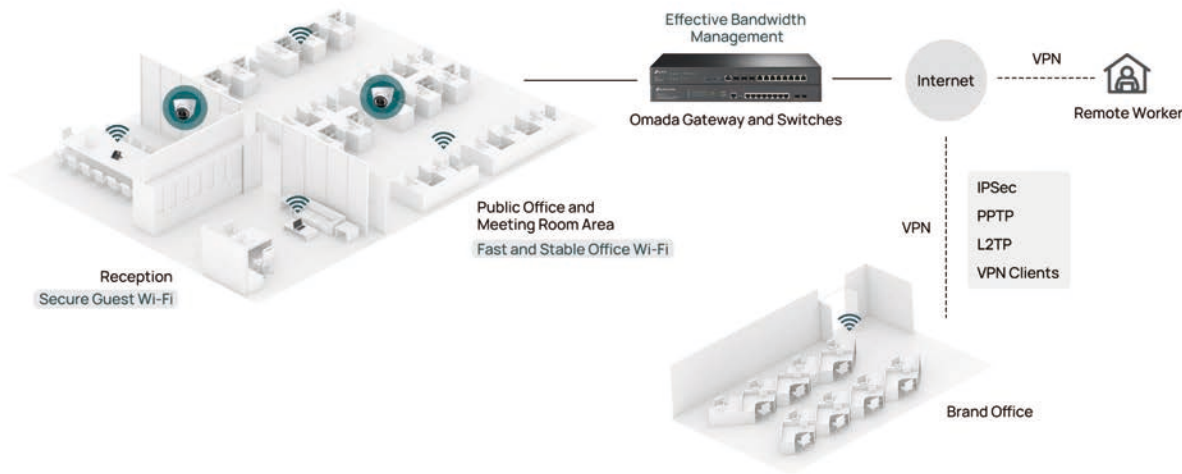 Effective Bandwidth
Management
Omada Gateway and Switches
Internet
VPN
Remote Worker
Public Office and
Meeting Room Area
Fast and Stable Office Wi-Fi
Reception
Secure Guest Wi-Fi
VPN
IPSec
PPTP
L2TP
VPN Clients
Brand Office